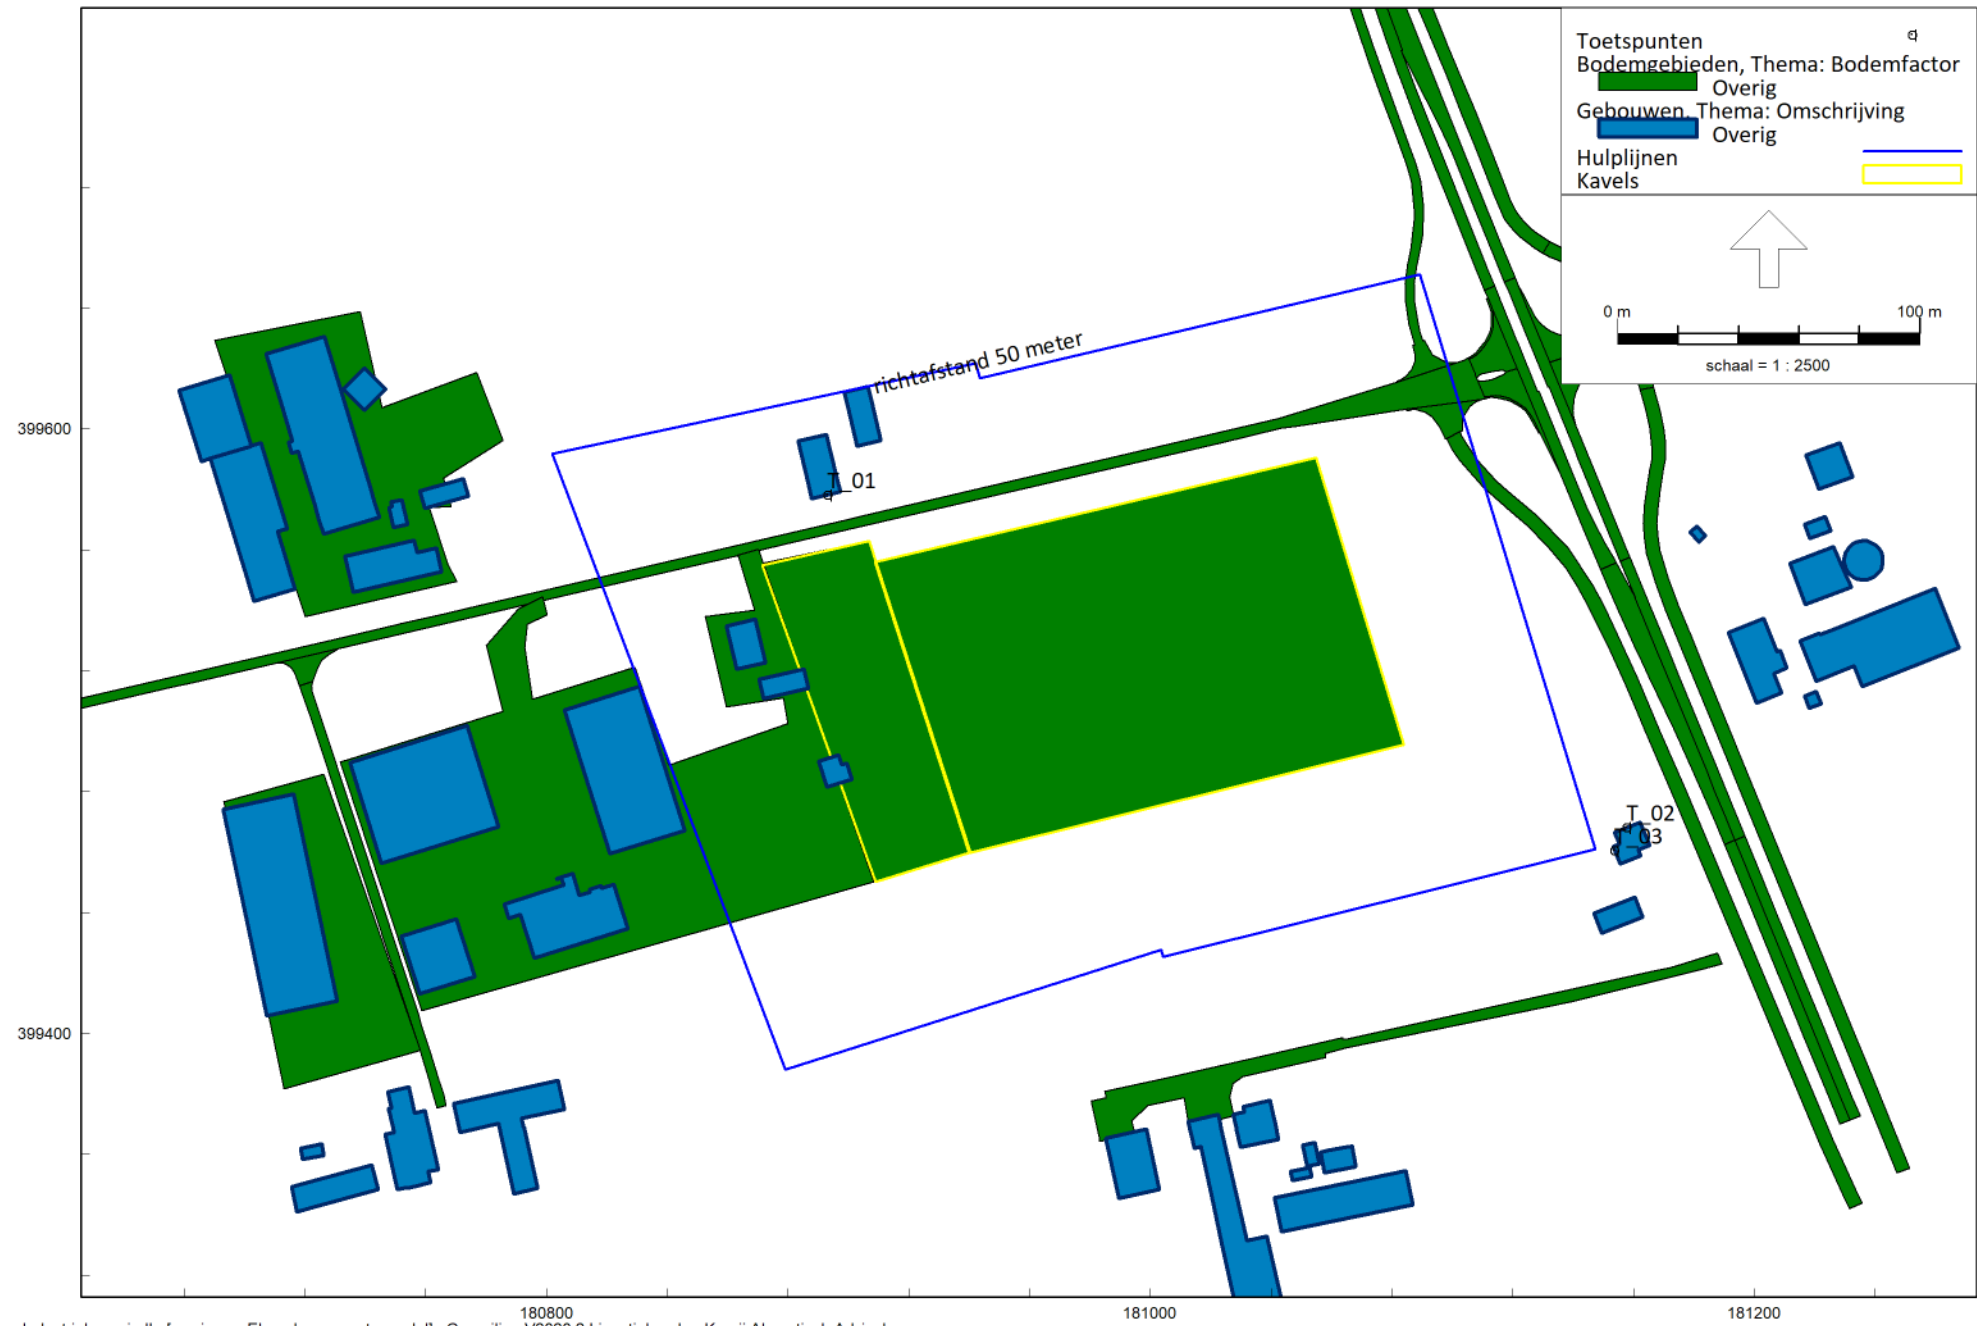 Toetspunten
Bodemgebieden, Thema: Bodemfactor
Overig
Gebouwen, Thema: Omschrijving
Overig
Hulplijnen
Kavels
0 m 100 m
schaal = 1 : 2500
richtafstand 50 meter
399600
T_01
T_02
T_03
399400
180800 181000 181200